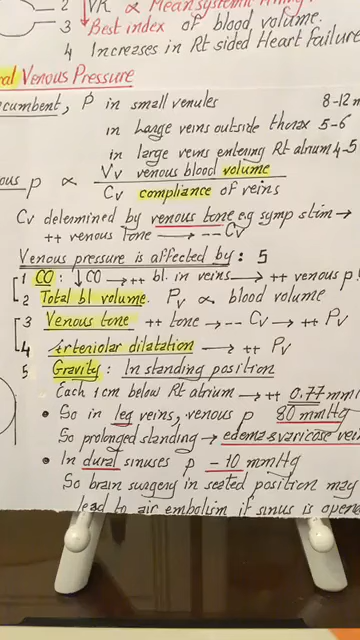 2 VR ∝ Mean systemic filling
3 Best index of blood volume.
4 Increases in Rt sided Heart Failure
Venous Pressure
recumbent, P in small venules 8-12 m
in Large veins outside thorax 5-6
in large veins entering Rt atrium 4-5
Vv venous blood volume
ous p ∝
Cv compliance of veins
Cv determined by venous tone eg symp stim →
++ venous tone → -- Cv
Venous pressure is affected by: 5
1 CO: ↓CO → ++ bl. in veins → ++ venous p.
2 Total bl volume. Pv ∝ blood volume
3 Venous tone ++ tone → -- Cv → ++ Pv
4 Arteriolar dilatation → ++ Pv
5 Gravity: In standing position
Each 1 cm below Rt atrium → ++ 0.77 mm
• So in leg veins, venous p 80 mmHg
So prolonged standing → edema & varicose vei
• In dural sinuses p -10 mmHg
So brain surgery in seated position may
lead to air embolism if sinus is opene